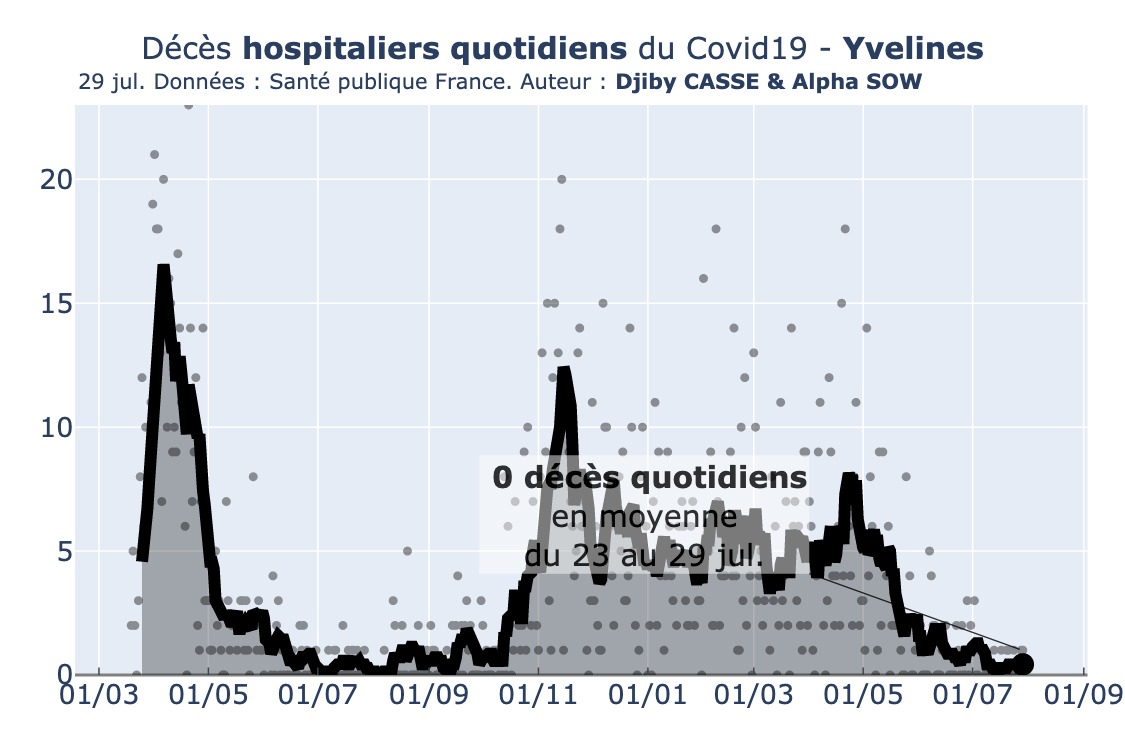 Décès hospitaliers quotidiens du Covid19 - Yvelines
29 jul. Données : Santé publique France. Auteur : Djiby CASSE & Alpha SOW
20
15
10
5
0
0 décès quotidiens
en moyenne
du 23 au 29 jul.
01/03 01/05 01/07 01/09 01/11 01/01 01/03 01/05 01/07 01/09